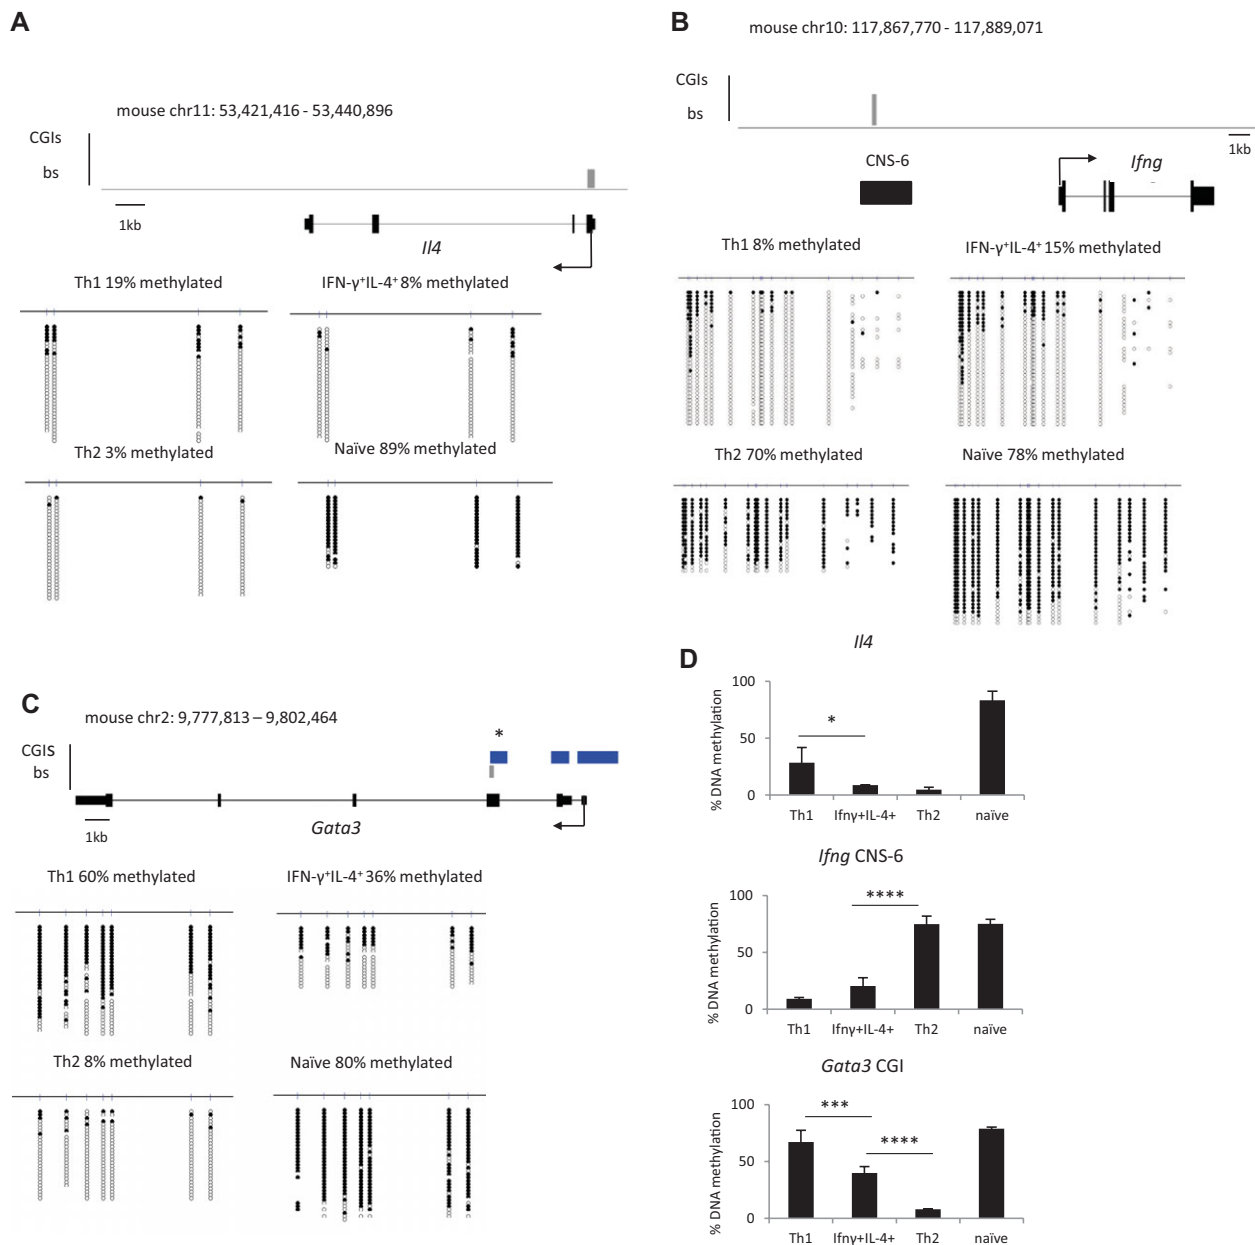 A
mouse chr11: 53,421,416 - 53,440,896
CGIs
bs
1kb
Il4
Th1 19% methylated
IFN-γ⁺IL-4⁺ 8% methylated
Th2 3% methylated
Naïve 89% methylated
B
mouse chr10: 117,867,770 - 117,889,071
CGIs
bs
1kb
CNS-6
Ifng
Th1 8% methylated
IFN-γ⁺IL-4⁺ 15% methylated
Th2 70% methylated
Naïve 78% methylated
C
mouse chr2: 9,777,813 – 9,802,464
*
CGIS
bs
1kb
Gata3
Th1 60% methylated
IFN-γ⁺IL-4⁺ 36% methylated
Th2 8% methylated
Naïve 80% methylated
D
Il4
% DNA methylation
100
50
0
*
Th1 Ifnγ+IL-4+ Th2 naïve
Ifng CNS-6
% DNA methylation
100
50
0
****
Th1 Ifnγ+IL-4+ Th2 naïve
Gata3 CGI
% DNA methylation
100
50
0
***
****
Th1 Ifnγ+IL-4+ Th2 naïve